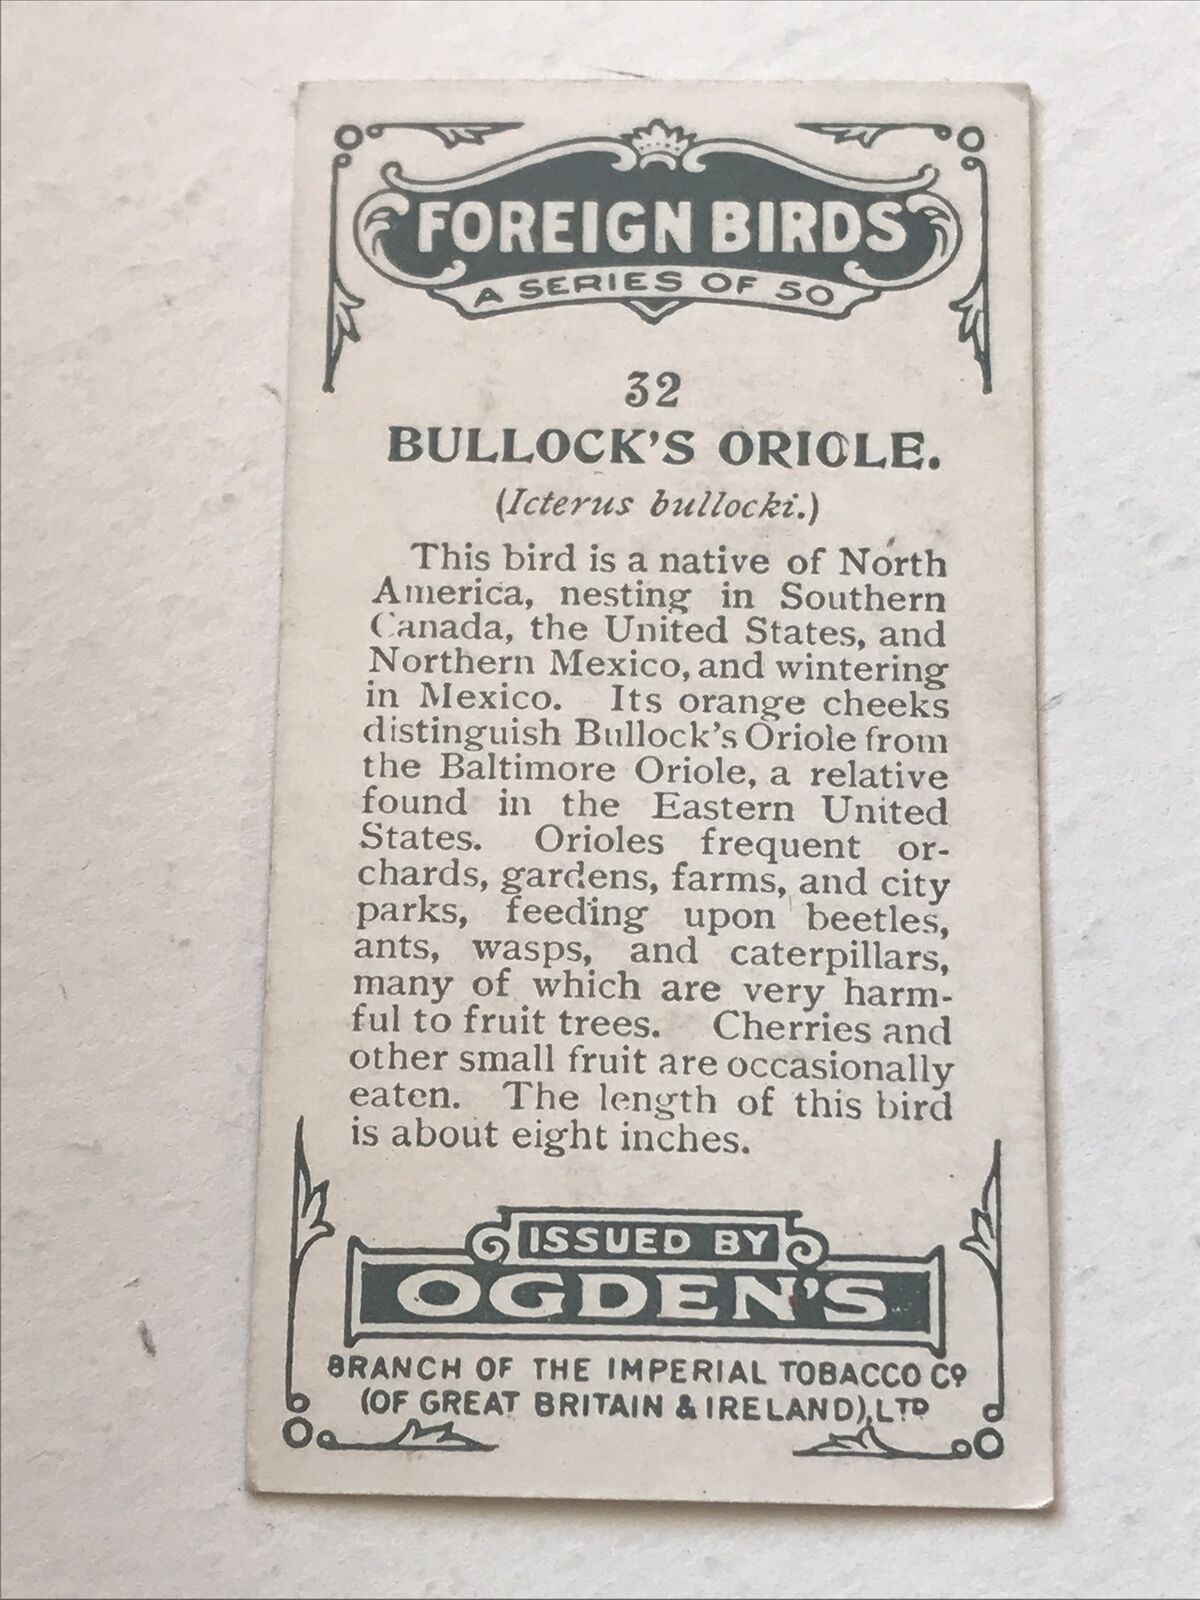 FOREIGN BIRDS
A SERIES OF 50
32
BULLOCK'S ORIOLE.
(Icterus bullocki.)
This bird is a native of North
America, nesting in Southern
Canada, the United States, and
Northern Mexico, and wintering
in Mexico. Its orange cheeks
distinguish Bullock's Oriole from
the Baltimore Oriole, a relative
found in the Eastern United
States. Orioles frequent or-
chards, gardens, farms, and city
parks, feeding upon beetles,
ants, wasps, and caterpillars,
many of which are very harm-
ful to fruit trees. Cherries and
other small fruit are occasionally
eaten. The length of this bird
is about eight inches.
ISSUED BY
OGDEN'S
BRANCH OF THE IMPERIAL TOBACCO Cº
(OF GREAT BRITAIN & IRELAND), LTD